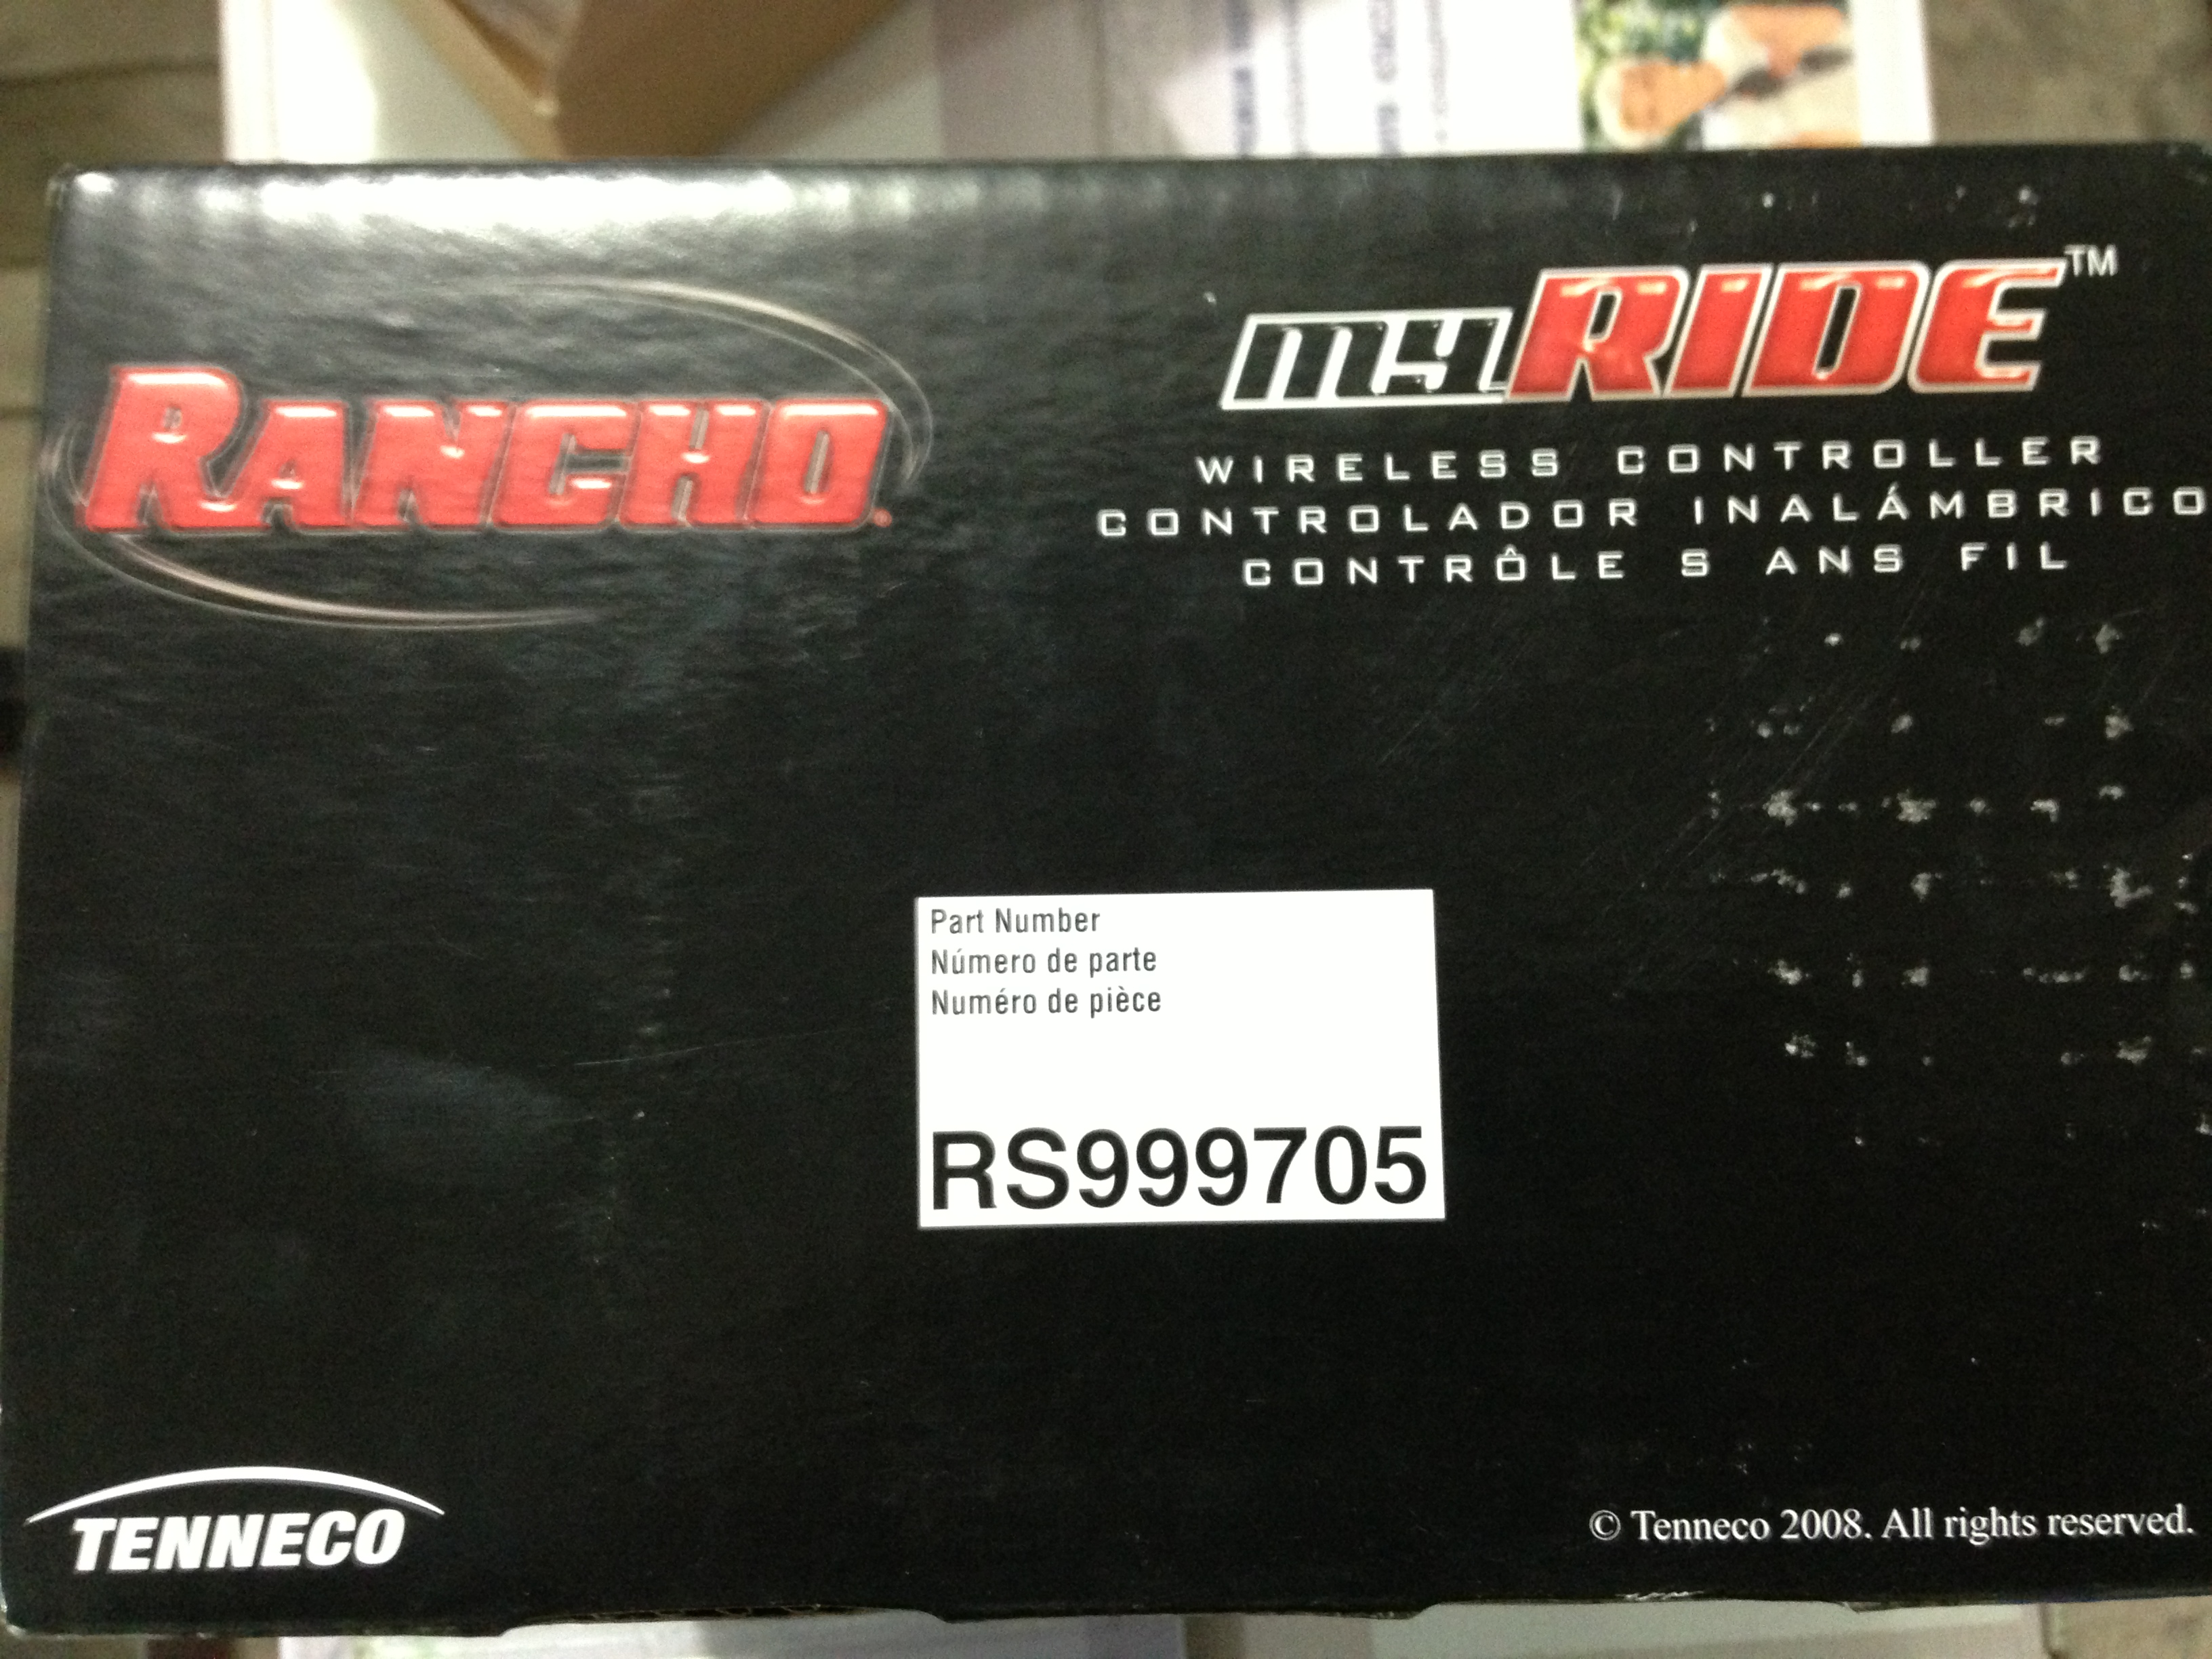 RANCHO
myRIDE™
WIRELESS CONTROLLER
CONTROLADOR INALÁMBRICO
CONTRÔLE S ANS FIL
Part Number
Número de parte
Numéro de pièce
RS999705
TENNECO
© Tenneco 2008. All rights reserved.